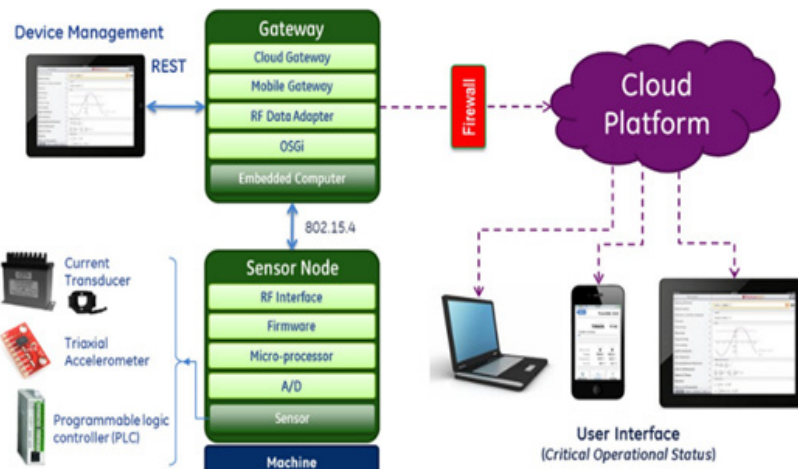 Device Management
REST
Gateway
Cloud Gateway
Mobile Gateway
RF Data Adapter
OSGi
Embedded Computer
Firewall
Cloud
Platform
802.15.4
Current
Transducer
Triaxial
Accelerometer
Programmable logic
controller (PLC)
Sensor Node
RF Interface
Firmware
Micro-processor
A/D
Sensor
Machine
User Interface
(Critical Operational Status)